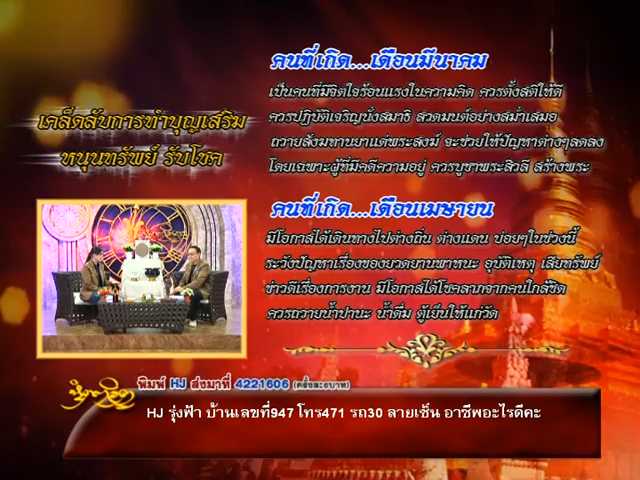 เคล็ดลับการทำบุญเสริม
หนุนทรัพย์ รับโชค
คนที่เกิด...เดือนมีนาคม
เป็นคนที่มีจิตใจร้อนแรงในความคิด ควรตั้งสติให้ดี
ควรปฏิบัติเจริญนั่งสมาธิ สวดมนต์อย่างสม่ำเสมอ
ถวายสังฆทานยาแด่พระสงฆ์ จะช่วยให้ปัญหาต่างๆลดลง
โดยเฉพาะผู้ที่มีคดีความอยู่ ควรบูชาพระสิวลี สร้างพระ
คนที่เกิด...เดือนเมษายน
มีโอกาสได้เดินทางไปต่างถิ่น ต่างแดน บ่อยๆในช่วงนี้
ระวังปัญหาเรื่องของยวดยานพาหนะ อุบัติเหตุ เสียทรัพย์
ข่าวดีเรื่องการงาน มีโอกาสได้โชคลาภจากคนใกล้ชิด
ควรถวายน้ำปานะ น้ำดื่ม ตู้เย็นให้แก่วัด
พิมพ์ HJ ส่งมาที่ 4221606 (ครั้งละ๖บาท)
HJ รุ่งฟ้า บ้านเลขที่947 โทร471 รถ30 ลายเซ็น อาชีพอะไรดีคะ